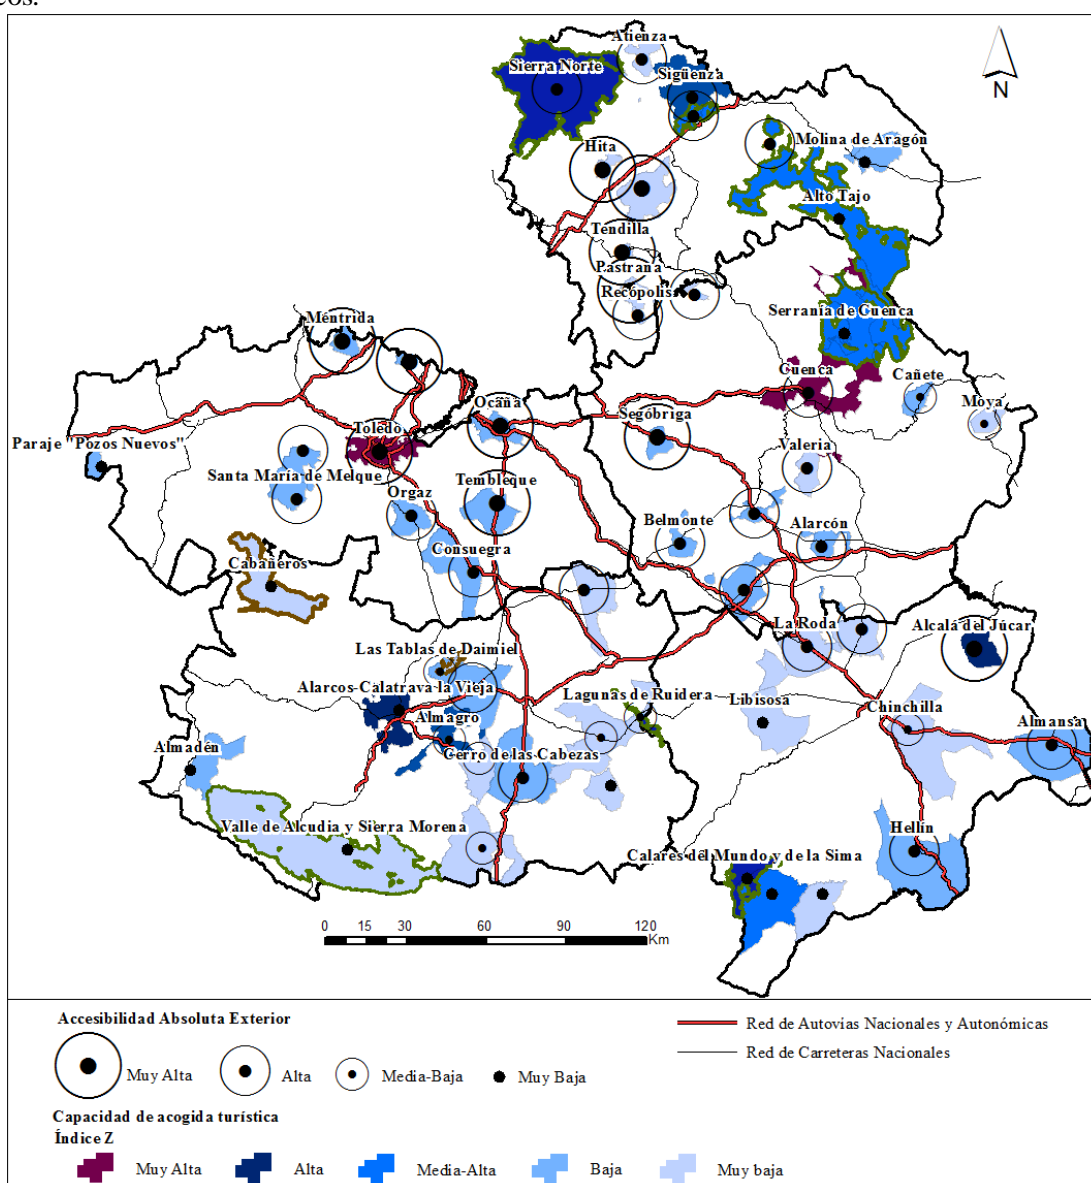 cos.
Atienza
Sierra Norte
Sigüenza
N
Hita
Molina de Aragón
Alto Tajo
Tendilla
Pastrana
Recópolis
Serranía de Cuenca
Méntrida
Cuenca
Cañete
Ocaña
Segóbriga
Moya
Toledo
Paraje "Pozos Nuevos"
Valeria
Santa María de Melque
Tembleque
Orgaz
Belmonte
Alarcón
Consuegra
Cabañeros
La Roda
Alcalá del Júcar
Las Tablas de Daimiel
Alarcos-Calatrava la Vieja
Lagunas de Ruidera
Libisosa
Chinchilla
Almagro
Almansa
Almadén
Cerro de las Cabezas
Valle de Alcudia y Sierra Morena
Hellín
Calares del Mundo y de la Sima
0 15 30 60 90 120
Km
Accesibilidad Absoluta Exterior
Muy Alta Alta Media-Baja Muy Baja
Red de Autovías Nacionales y Autonómicas
Red de Carreteras Nacionales
Capacidad de acogida turística
Índice Z
Muy Alta Alta Media-Alta Baja Muy baja